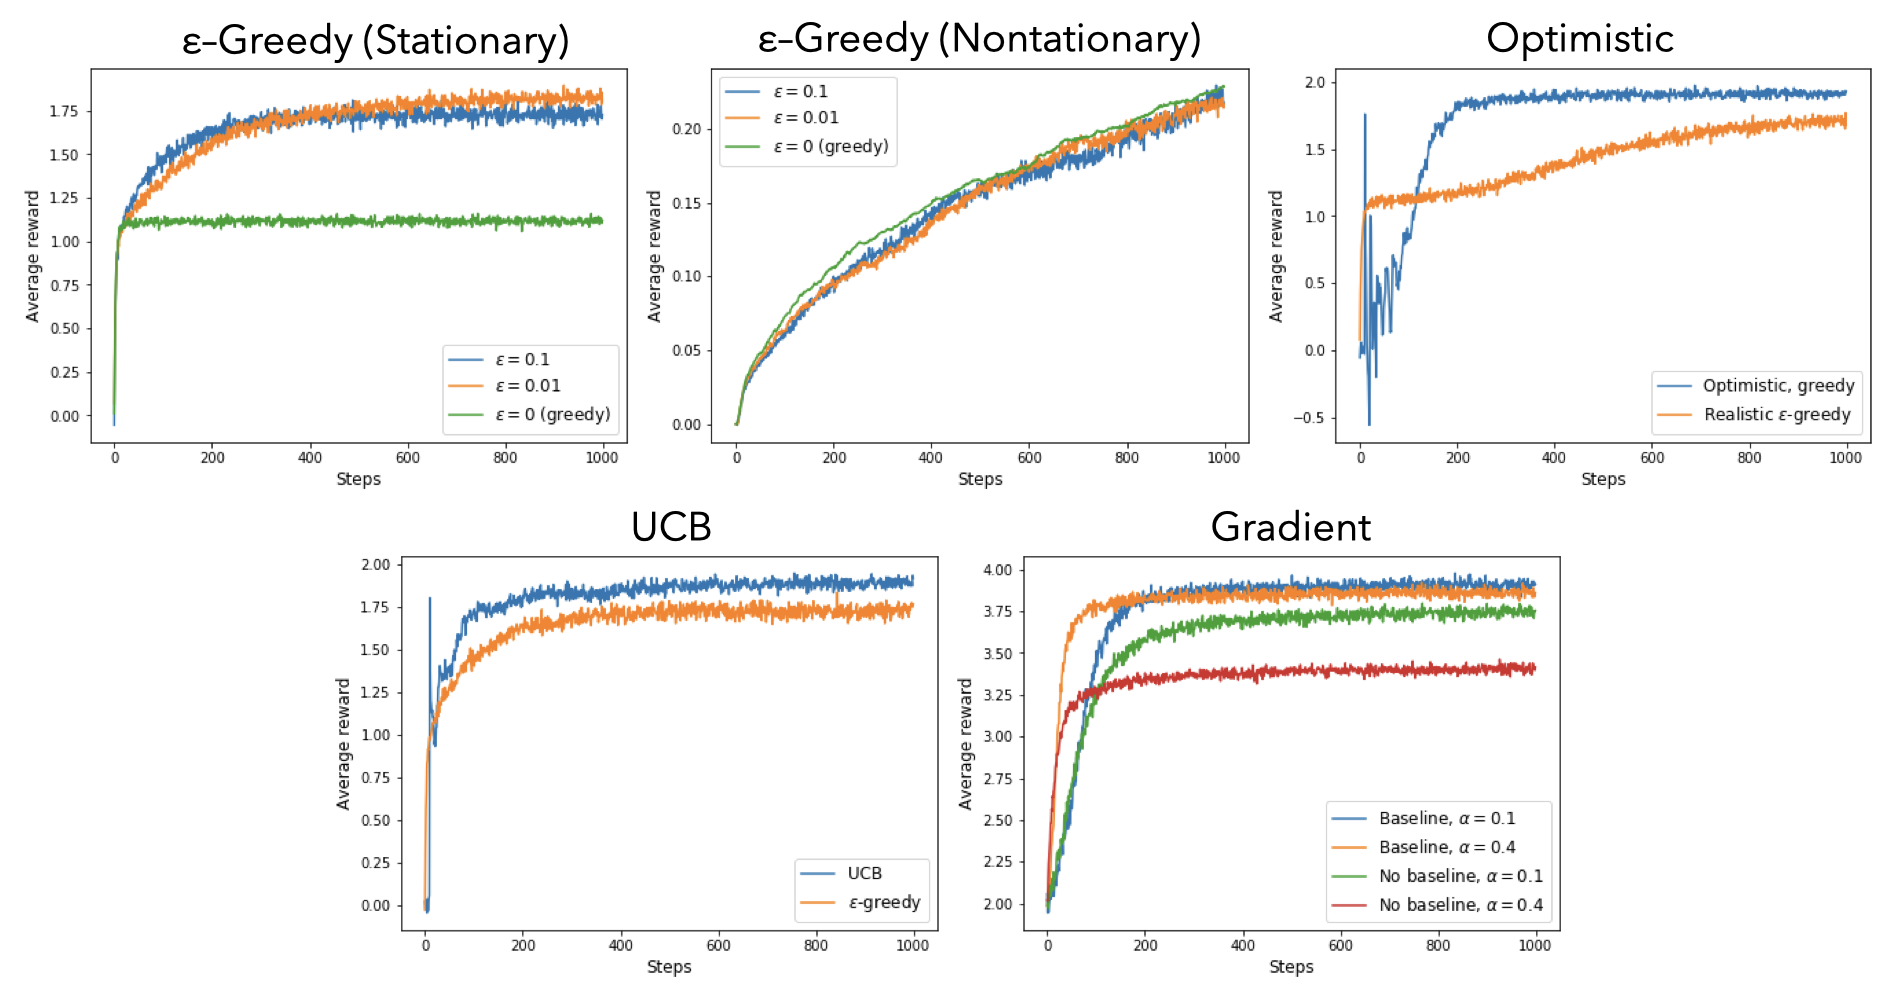 ε-Greedy (Stationary)
1.75
1.50
1.25
1.00
0.75
0.50
0.25
0.00
Average reward
ε = 0.1
ε = 0.01
ε = 0 (greedy)
0 200 400 600 800 1000
Steps
ε-Greedy (Nontationary)
ε = 0.1
ε = 0.01
ε = 0 (greedy)
0.20
0.15
0.10
0.05
0.00
Average reward
0 200 400 600 800 1000
Steps
Optimistic
2.0
1.5
1.0
0.5
0.0
−0.5
Average reward
Optimistic, greedy
Realistic ε-greedy
0 200 400 600 800 1000
Steps
UCB
2.00
1.75
1.50
1.25
1.00
0.75
0.50
0.25
0.00
Average reward
UCB
ε-greedy
0 200 400 600 800 1000
Steps
Gradient
4.00
3.75
3.50
3.25
3.00
2.75
2.50
2.25
2.00
Average reward
Baseline, α = 0.1
Baseline, α = 0.4
No baseline, α = 0.1
No baseline, α = 0.4
0 200 400 600 800 1000
Steps